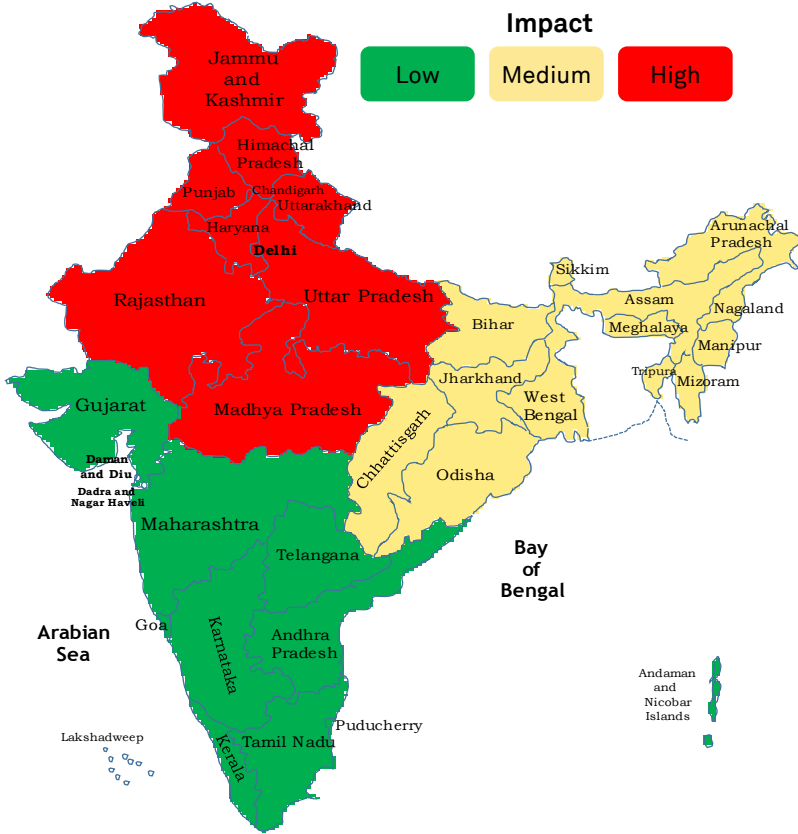 Impact
Low
Medium
High
Jammu
and
Kashmir
Himachal
Pradesh
Punjab
Chandigarh
Uttarakhand
Haryana
Delhi
Rajasthan
Uttar Pradesh
Arunachal
Pradesh
Sikkim
Assam
Nagaland
Bihar
Meghalaya
Manipur
Tripura
Mizoram
Jharkhand
West
Bengal
Gujarat
Madhya Pradesh
Chhattisgarh
Odisha
Daman
and Diu
Dadra and
Nagar Haveli
Maharashtra
Telangana
Bay
of
Bengal
Goa
Arabian
Sea
Karnataka
Andhra
Pradesh
Andaman
and
Nicobar
Islands
Puducherry
Lakshadweep
Kerala
Tamil Nadu